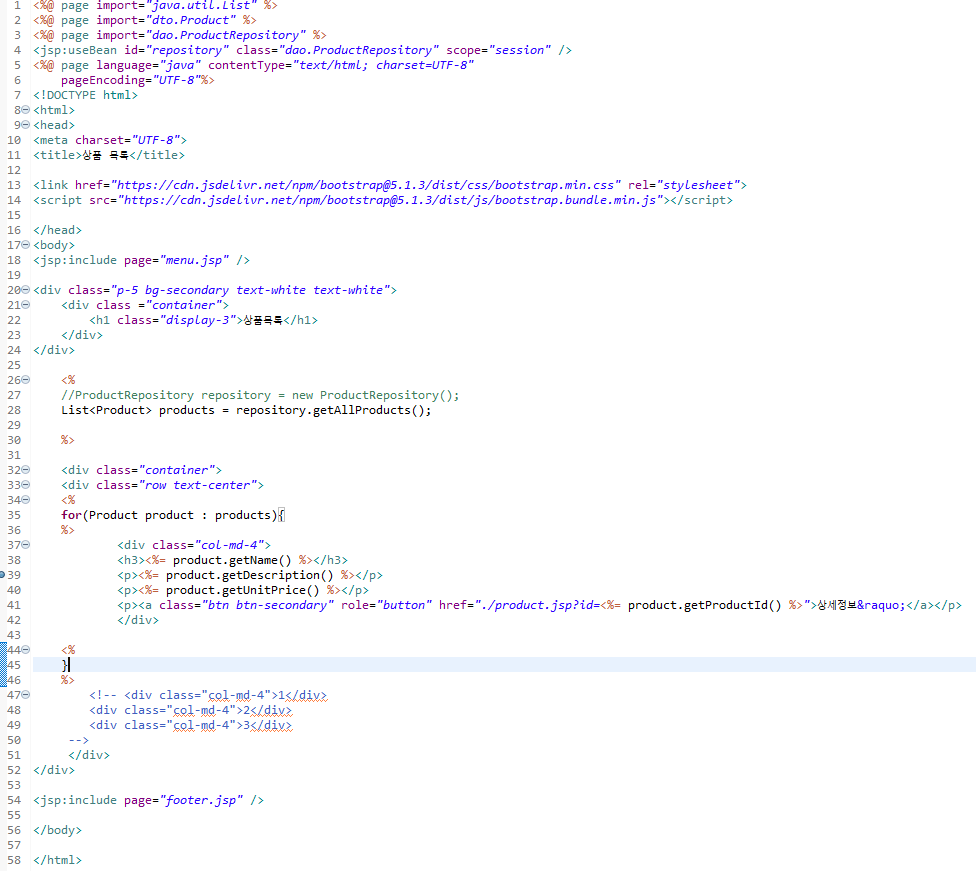 1 <%@ page import="java.util.List" %>
2 <%@ page import="dto.Product" %>
3 <%@ page import="dao.ProductRepository" %>
4 <jsp:useBean id="repository" class="dao.ProductRepository" scope="session" />
5 <%@ page language="java" contentType="text/html; charset=UTF-8"
6     pageEncoding="UTF-8"%>
7 <!DOCTYPE html>
8 <html>
9 <head>
10 <meta charset="UTF-8">
11 <title>상품 목록</title>
12
13 <link href="https://cdn.jsdelivr.net/npm/bootstrap@5.1.3/dist/css/bootstrap.min.css" rel="stylesheet">
14 <script src="https://cdn.jsdelivr.net/npm/bootstrap@5.1.3/dist/js/bootstrap.bundle.min.js"></script>
15
16 </head>
17 <body>
18 <jsp:include page="menu.jsp" />
19
20 <div class="p-5 bg-secondary text-white text-white">
21     <div class ="container">
22         <h1 class="display-3">상품목록</h1>
23     </div>
24 </div>
25
26     <%
27     //ProductRepository repository = new ProductRepository();
28     List<Product> products = repository.getAllProducts();
29
30     %>
31
32     <div class="container">
33     <div class="row text-center">
34     <%
35     for(Product product : products){
36     %>
37             <div class="col-md-4">
38             <h3><%= product.getName() %></h3>
39             <p><%= product.getDescription() %></p>
40             <p><%= product.getUnitPrice() %></p>
41             <p><a class="btn btn-secondary" role="button" href="./product.jsp?id=<%= product.getProductId() %>">상세정보&raquo;</a></p>
42             </div>
43
44     <%
45     }
46     %>
47         <!-- <div class="col-md-4">1</div>
48         <div class="col-md-4">2</div>
49         <div class="col-md-4">3</div>
50      -->
51      </div>
52 </div>
53
54 <jsp:include page="footer.jsp" />
55
56 </body>
57
58 </html>